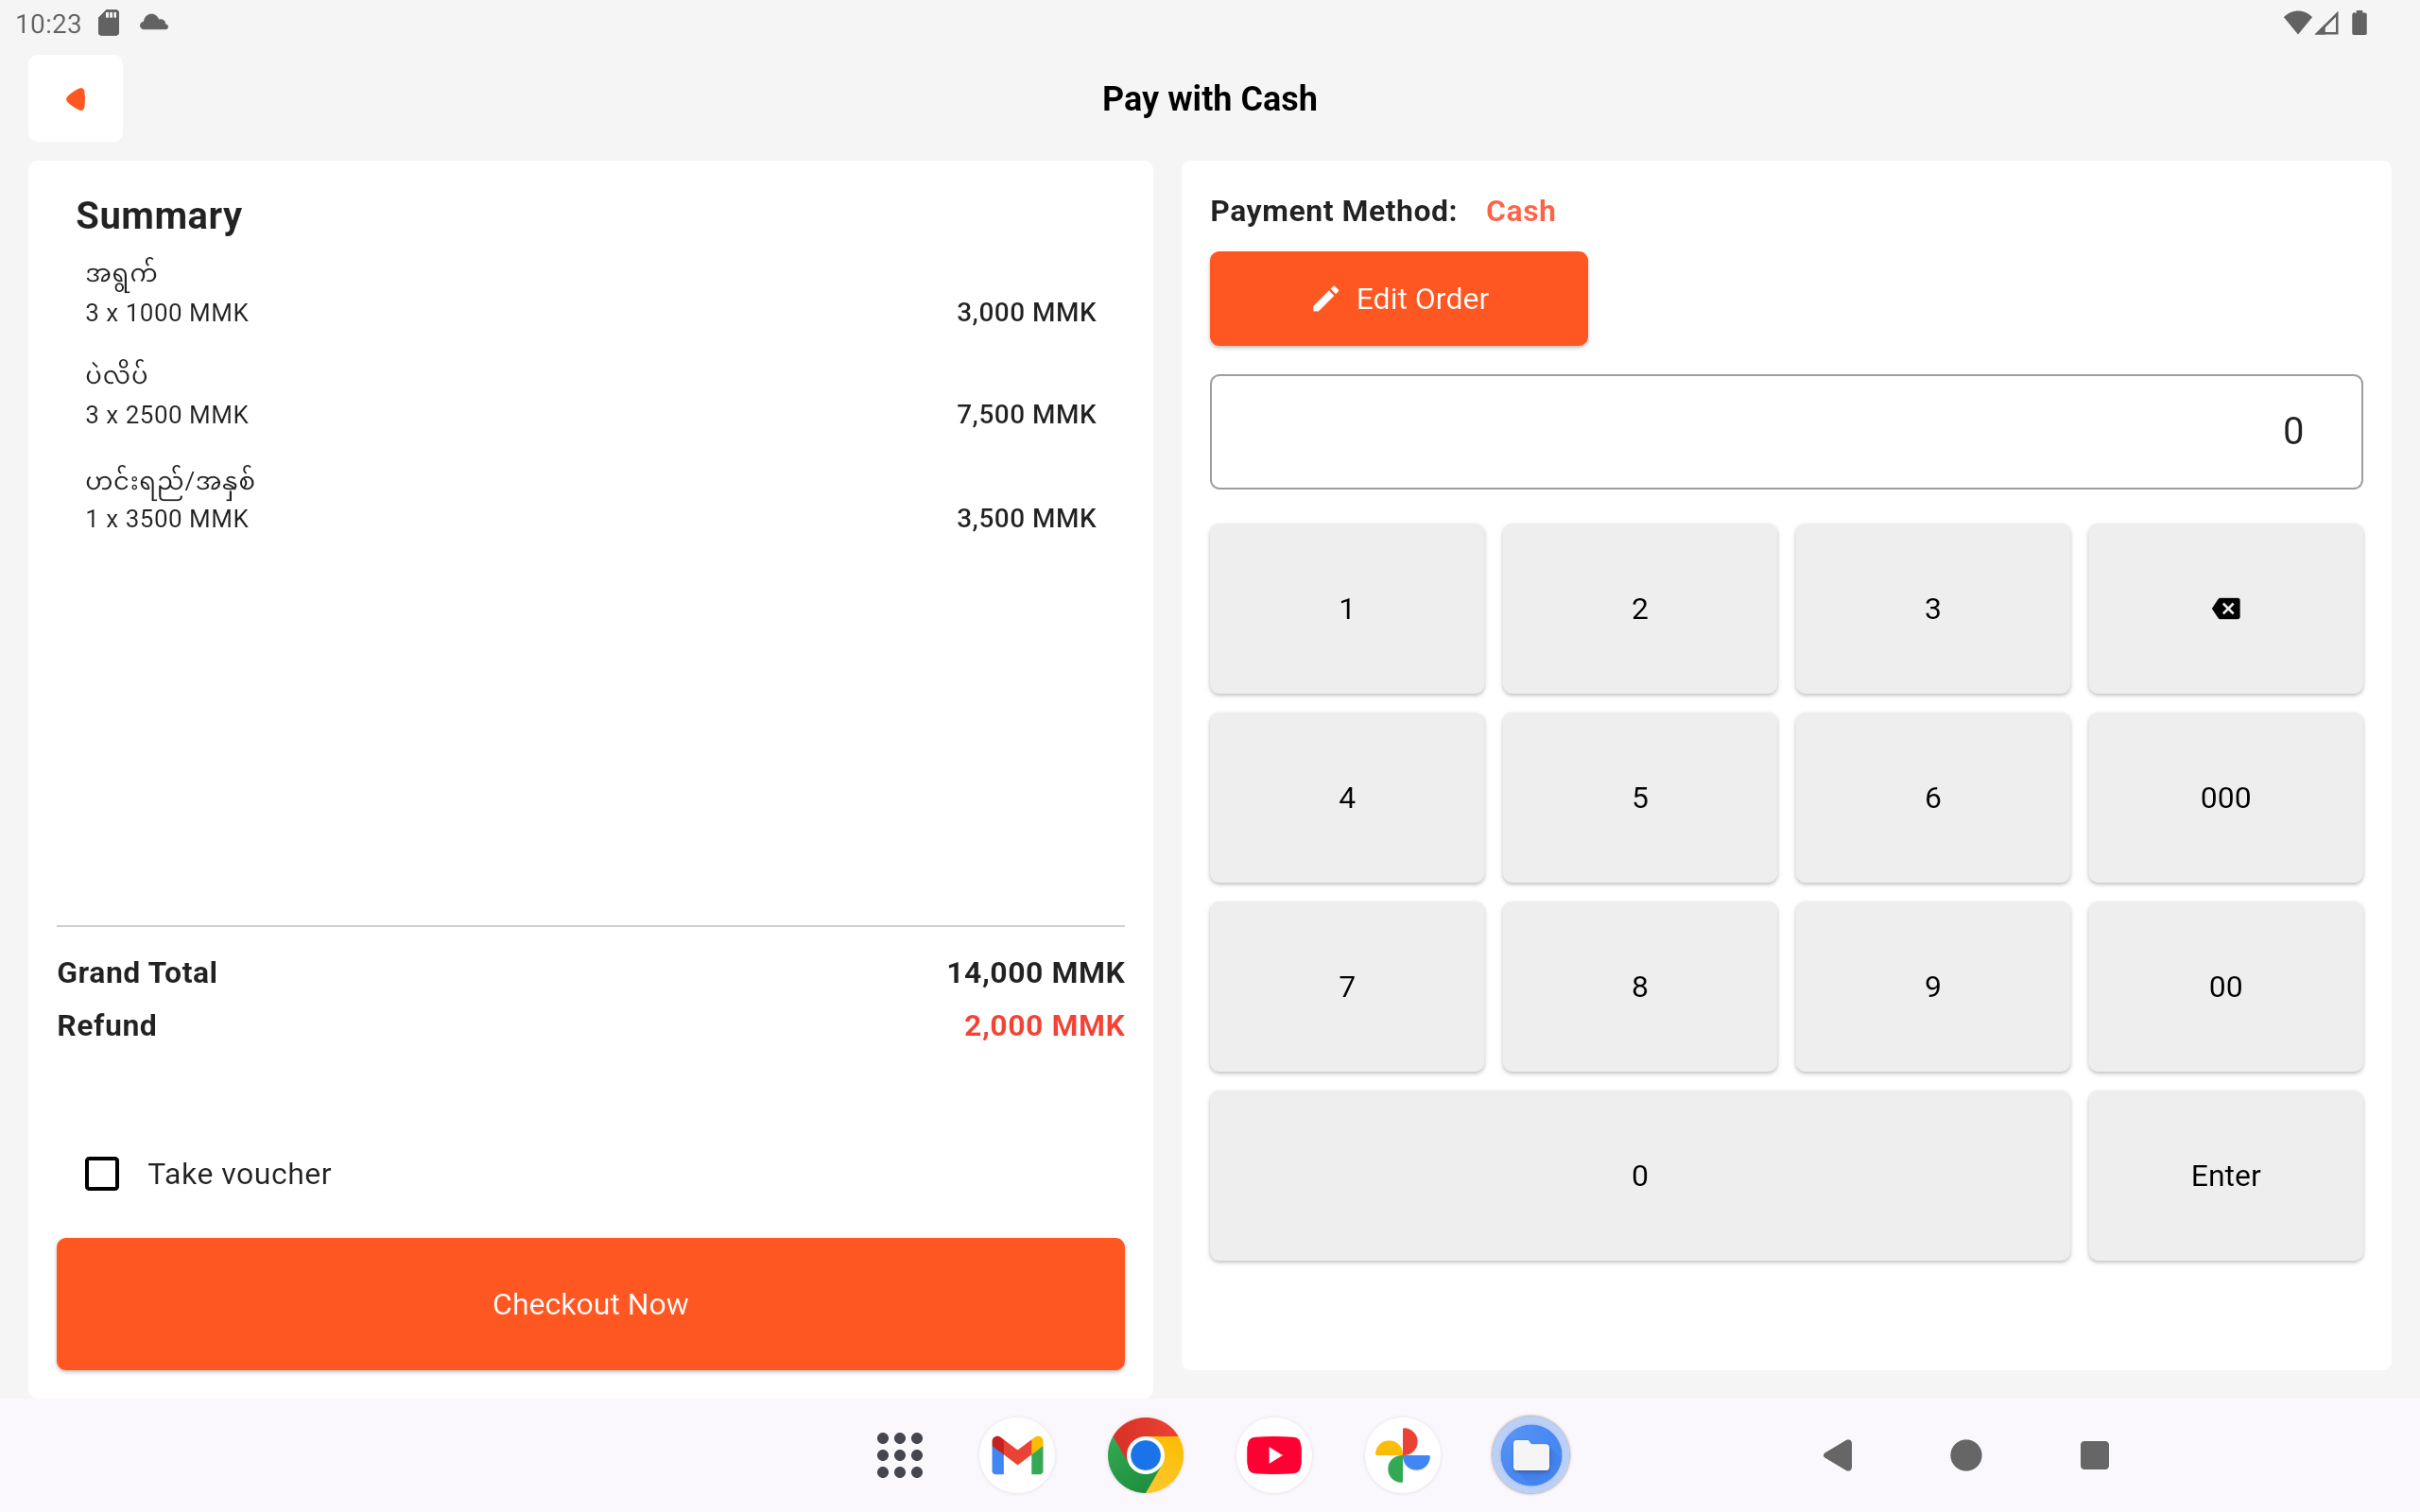 10:23
Pay with Cash
Summary
အရွက်
3 x 1000 MMK
3,000 MMK
ပဲလိပ်
3 x 2500 MMK
7,500 MMK
ဟင်းရည်/အနှစ်
1 x 3500 MMK
3,500 MMK
Grand Total
14,000 MMK
Refund
2,000 MMK
Take voucher
Checkout Now
Payment Method: Cash
Edit Order
0
1 2 3
4 5 6 000
7 8 9 00
0 Enter